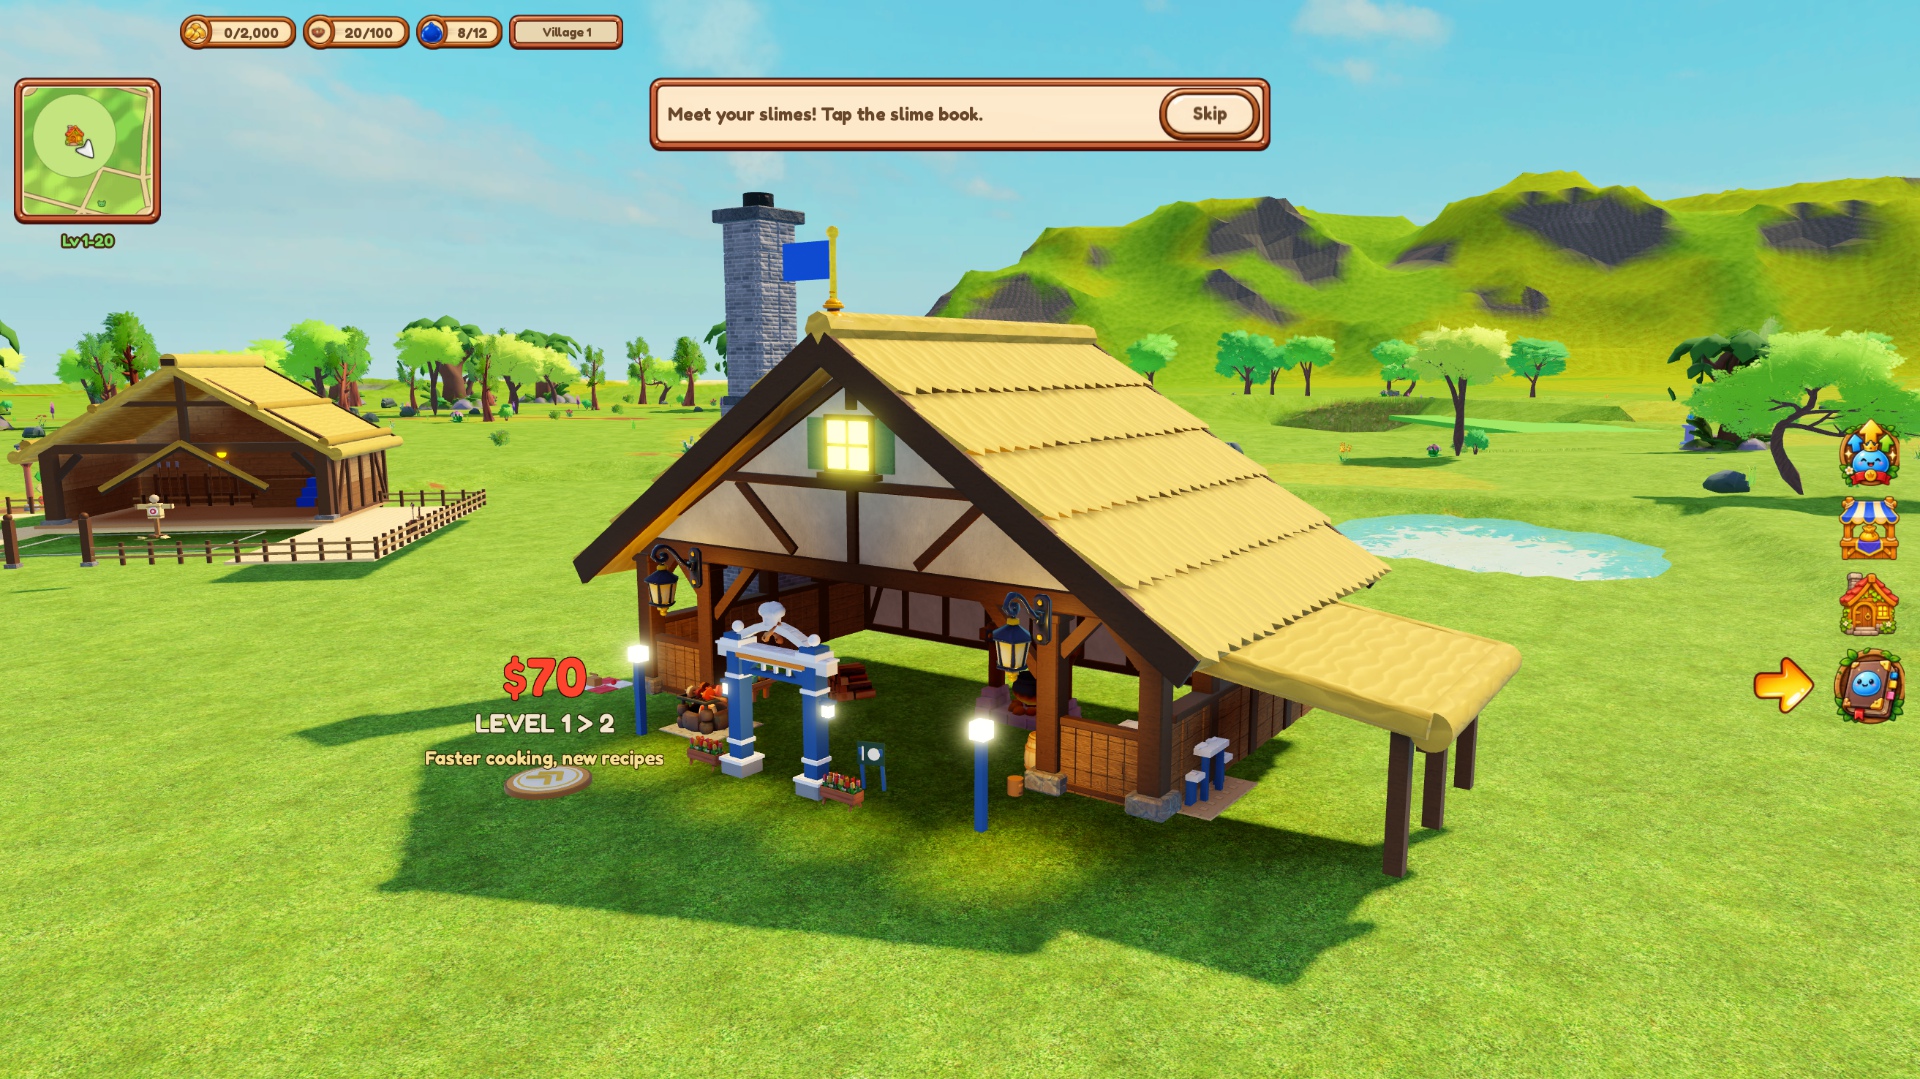 0/2,000
20/100
8/12
Village 1
Meet your slimes! Tap the slime book.
Skip
Lv 1-20
$70
LEVEL 1 > 2
Faster cooking, new recipes